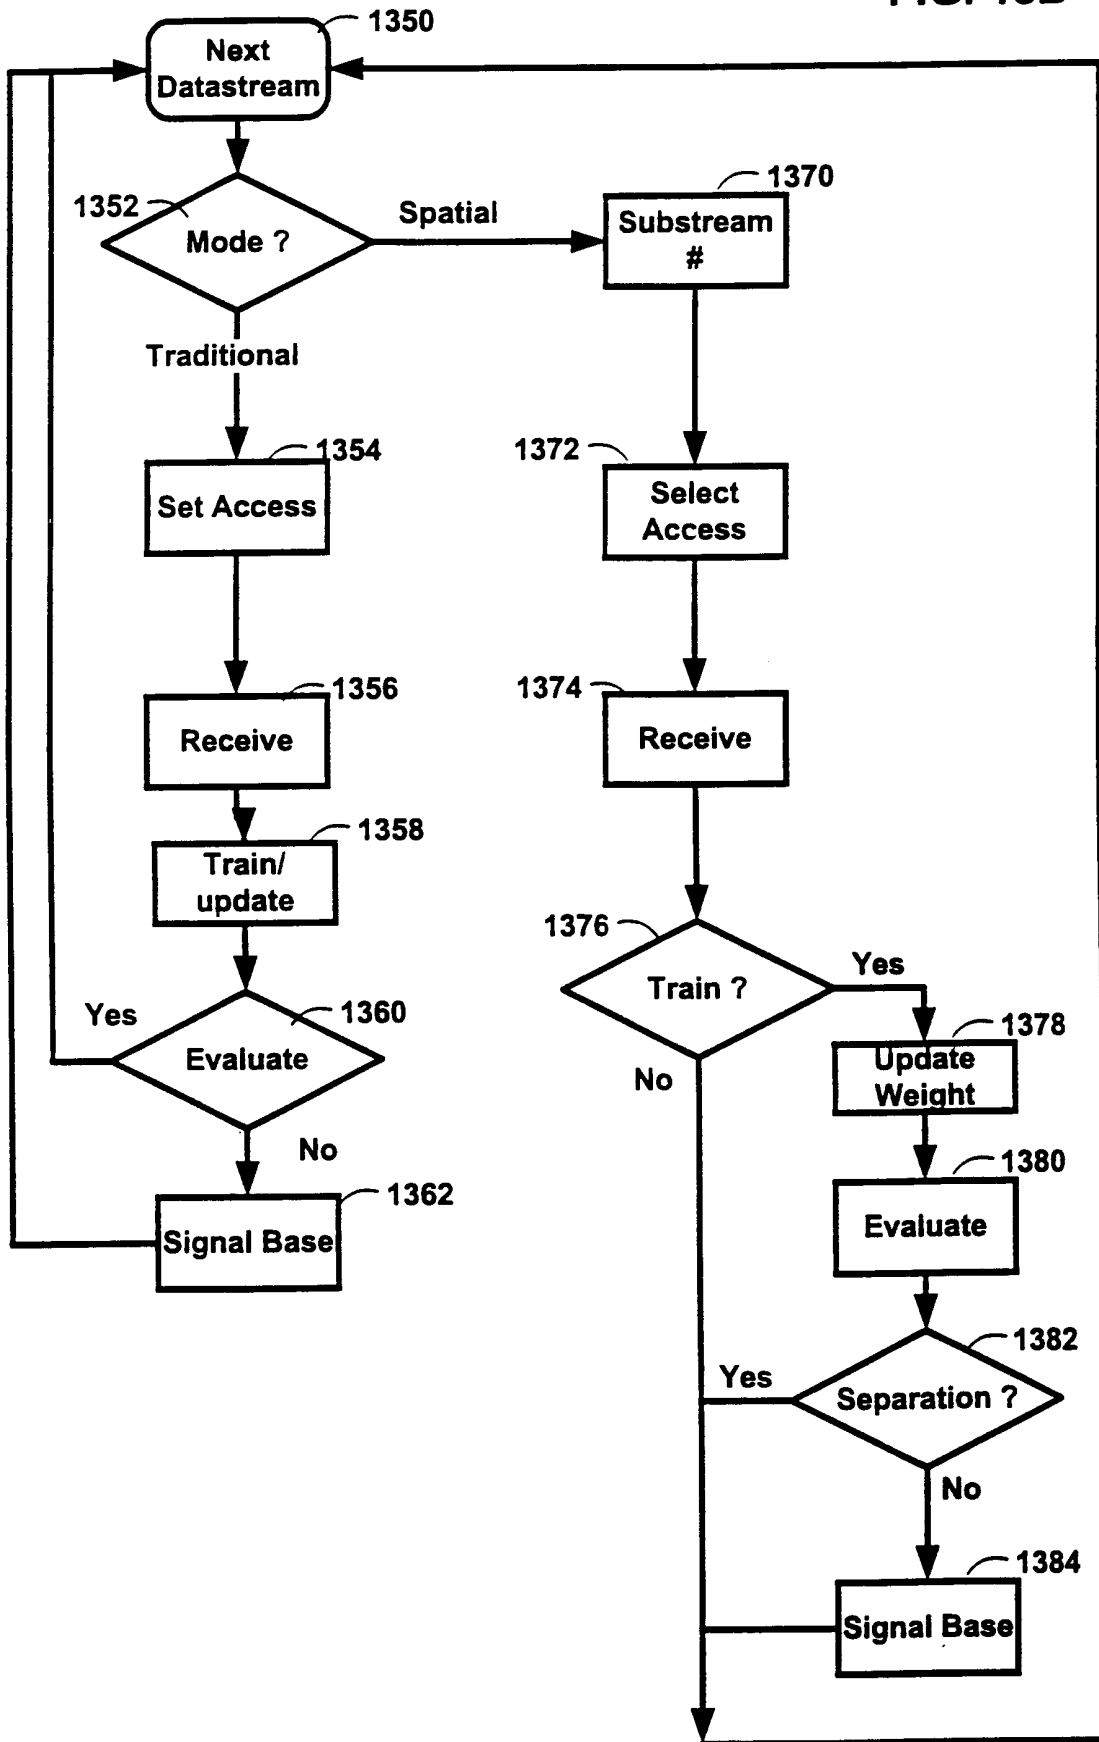 1350
Next
Datastream
1352
Mode ?
Spatial
1370
Substream
#
Traditional
1354
Set Access
1372
Select
Access
1356
Receive
1374
Receive
1358
Train/
update
1376
Train ?
Yes
No
1378
Update
Weight
Yes
1360
Evaluate
No
1380
Evaluate
1362
Signal Base
1382
Separation ?
Yes
No
1384
Signal Base